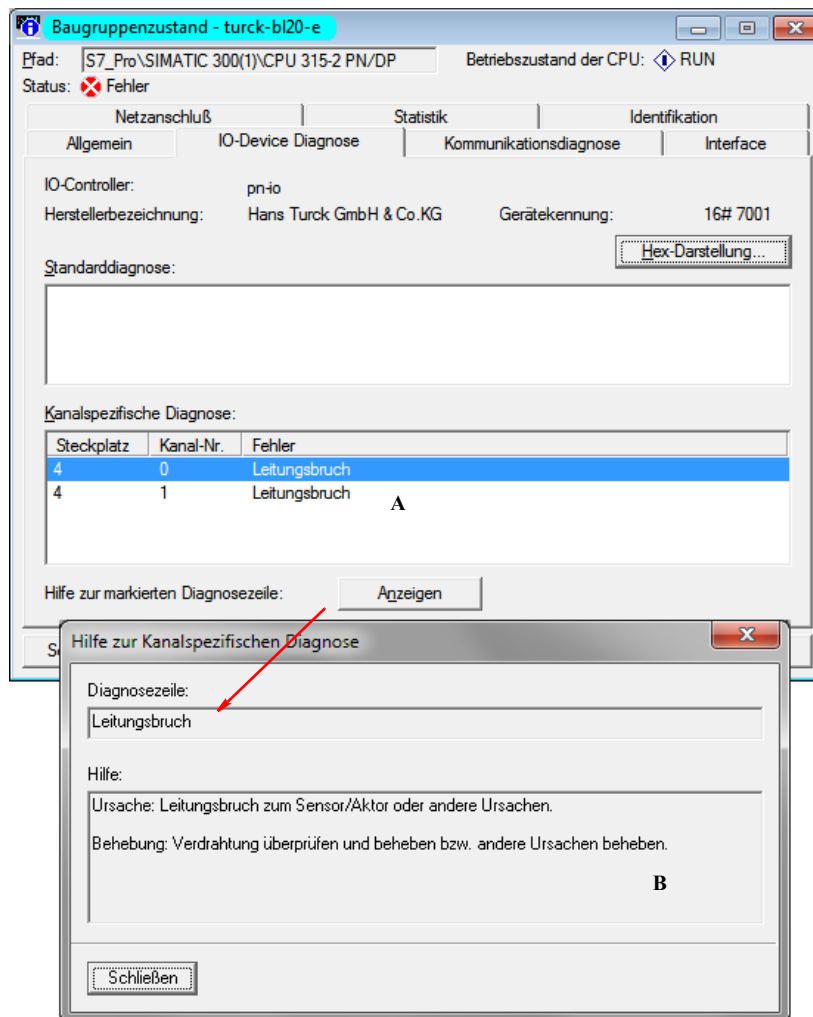 Baugruppenzustand - turck-bl20-e
Pfad: S7_Pro\SIMATIC 300(1)\CPU 315-2 PN/DP Betriebszustand der CPU: RUN
Status: Fehler
Netzanschluß Statistik Identifikation
Allgemein IO-Device Diagnose Kommunikationsdiagnose Interface
IO-Controller: pn-io
Herstellerbezeichnung: Hans Turck GmbH & Co.KG Gerätekennung: 16# 7001
Hex-Darstellung...
Standarddiagnose:
Kanalspezifische Diagnose:
Steckplatz Kanal-Nr. Fehler
4 0 Leitungsbruch
4 1 Leitungsbruch
A
Hilfe zur markierten Diagnosezeile: Anzeigen
Hilfe zur Kanalspezifischen Diagnose
Diagnosezeile:
Leitungsbruch
Hilfe:
Ursache: Leitungsbruch zum Sensor/Aktor oder andere Ursachen.
Behebung: Verdrahtung überprüfen und beheben bzw. andere Ursachen beheben.
B
Schließen